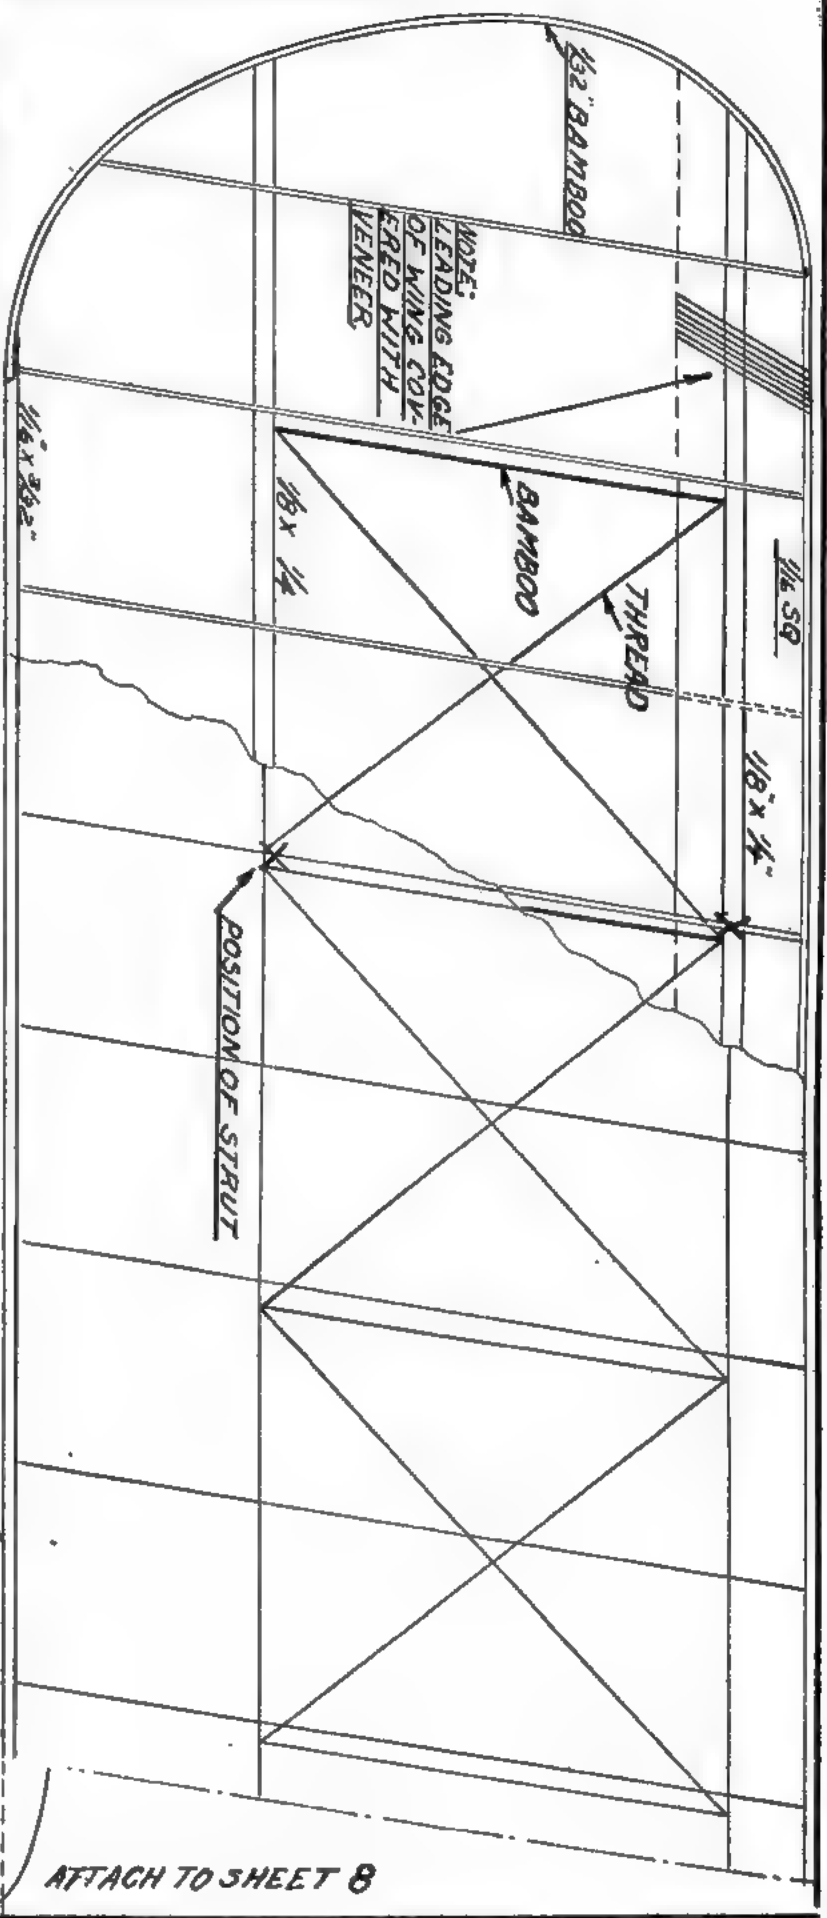 1/32" BAMBOO
NOTE:
LEADING EDGE
OF WING COV-
ERED WITH
VENEER
BAMBOO
THREAD
1/16 SQ
1/8" x 1/4"
1/8 x 1/4
1/16" x 3/32"
POSITION OF STRUT
ATTACH TO SHEET 8